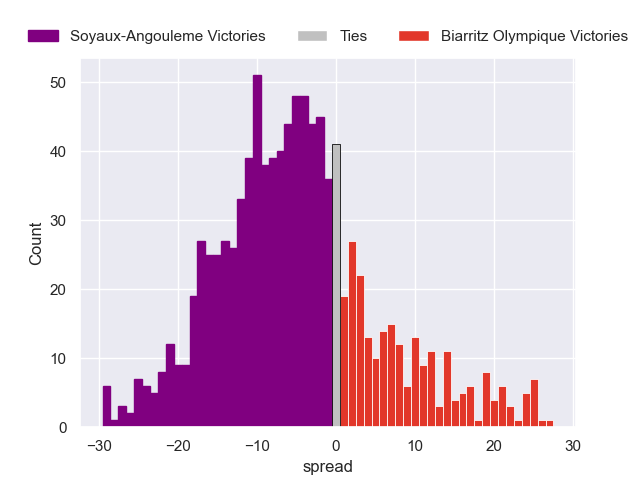 Soyaux-Angouleme Victories Ties Biarritz Olympique Victories
50
40
30
20
10
0
Count
−30 −20 −10 0 10 20 30
spread